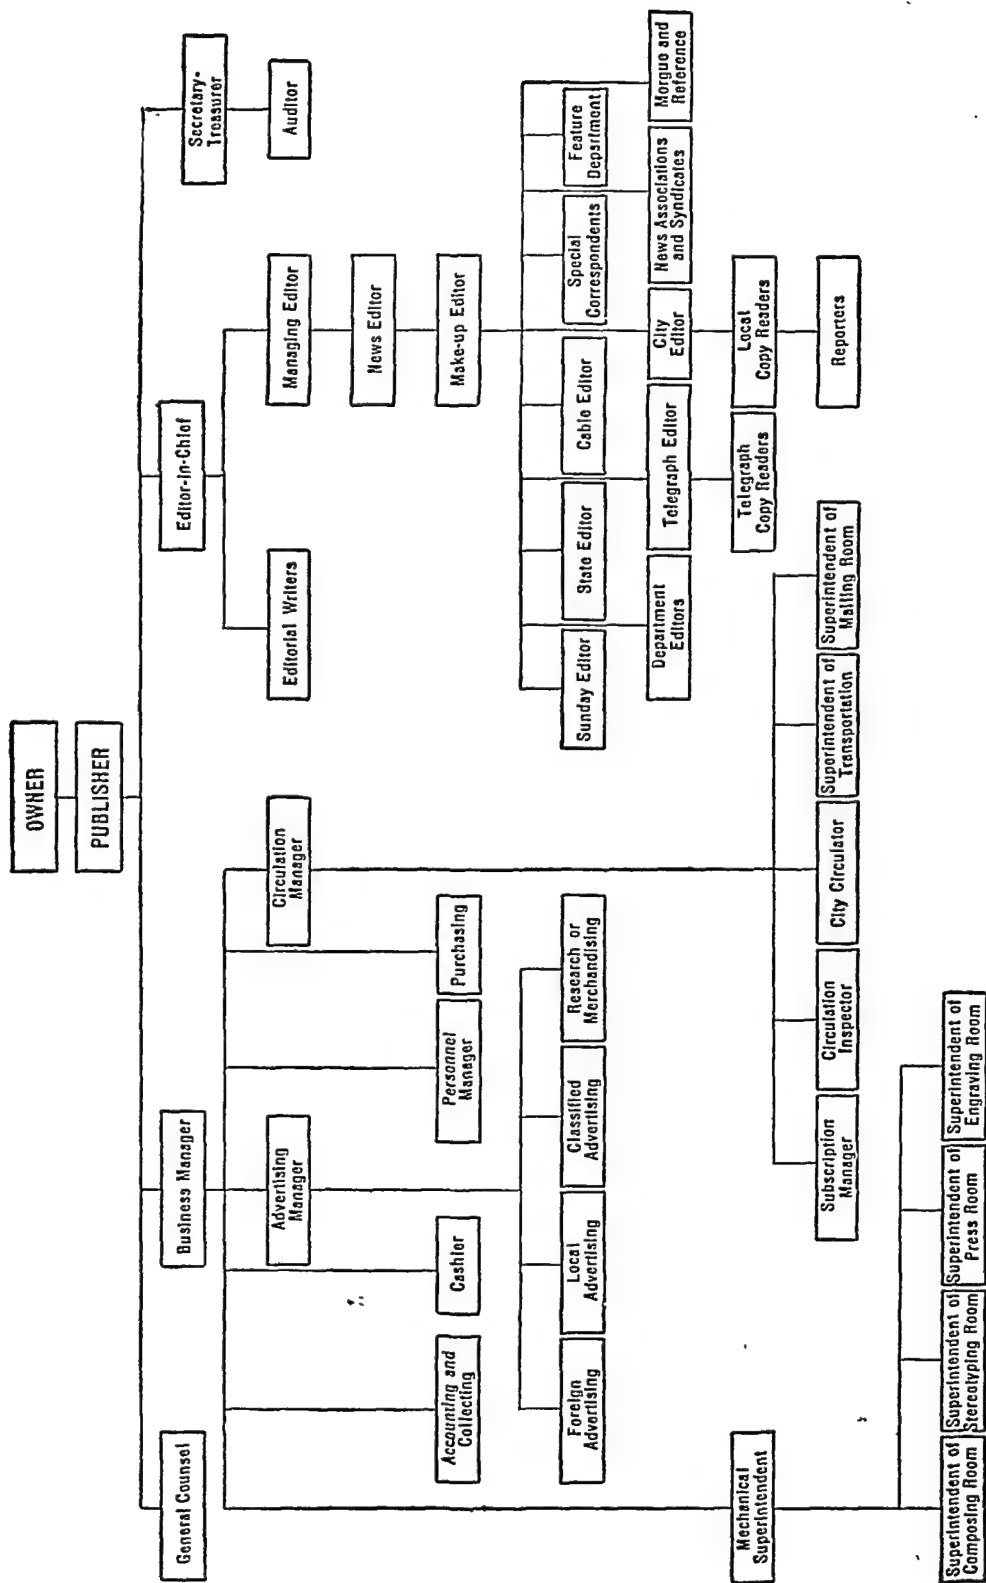 OWNER
PUBLISHER
General Counsel
Business Manager
Editor-in-Chief
Secretary-
Treasurer
Advertising
Manager
Circulation
Manager
Editorial Writers
Managing Editor
Auditor
News Editor
Accounting and
Collecting
Cashier
Personnel
Manager
Purchasing
Make-up Editor
Foreign
Advertising
Local
Advertising
Classified
Advertising
Research or
Merchandising
Sunday Editor
State Editor
Cable Editor
Special
Correspondents
Feature
Department
Department
Editors
Telegraph Editor
City
Editor
News Associations
and Syndicates
Morgue and
Reference
Mechanical
Superintendent
Telegraph
Copy Readers
Local
Copy Readers
Subscription
Manager
Circulation
Inspector
City Circulator
Superintendent of
Transportation
Superintendent of
Mailing Room
Reporters
Superintendent of
Composing Room
Superintendent of
Stereotyping Room
Superintendent of
Press Room
Superintendent of
Engraving Room